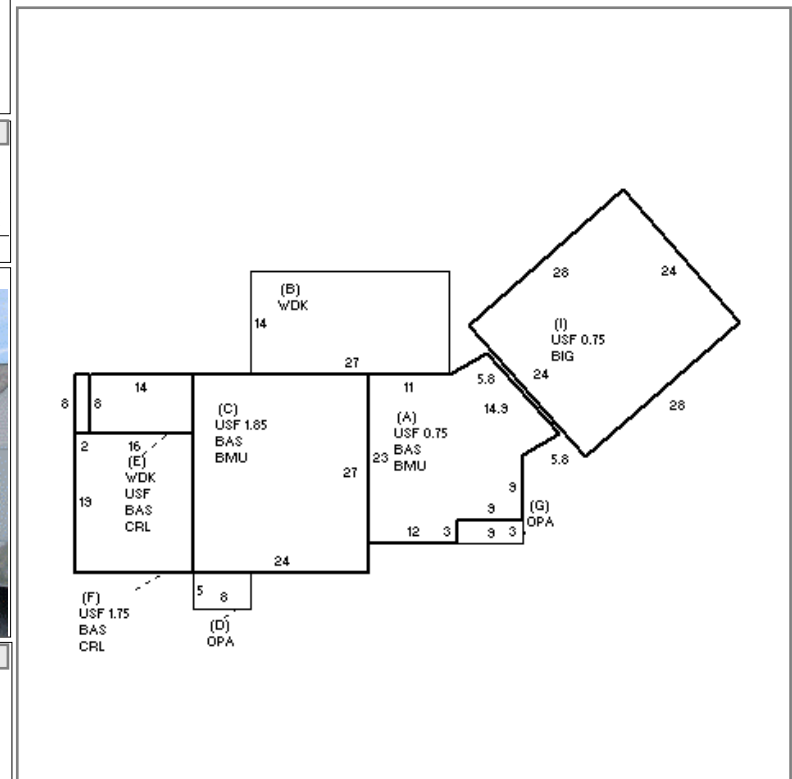 28
24
(B)
WDK
14
(I)
USF 0.75
BIG
27
24
28
14
11
5.8
8
8
(C)
USF 1.85
BAS
BMU
14.9
(A)
USF 0.75
BAS
BMU
2
16
(E)
WDK
USF
BAS
CRL
23
27
5.8
19
9
9
(G)
OPA
12
3
9
3
24
5
8
(F)
USF 1.75
BAS
CRL
(D)
OPA